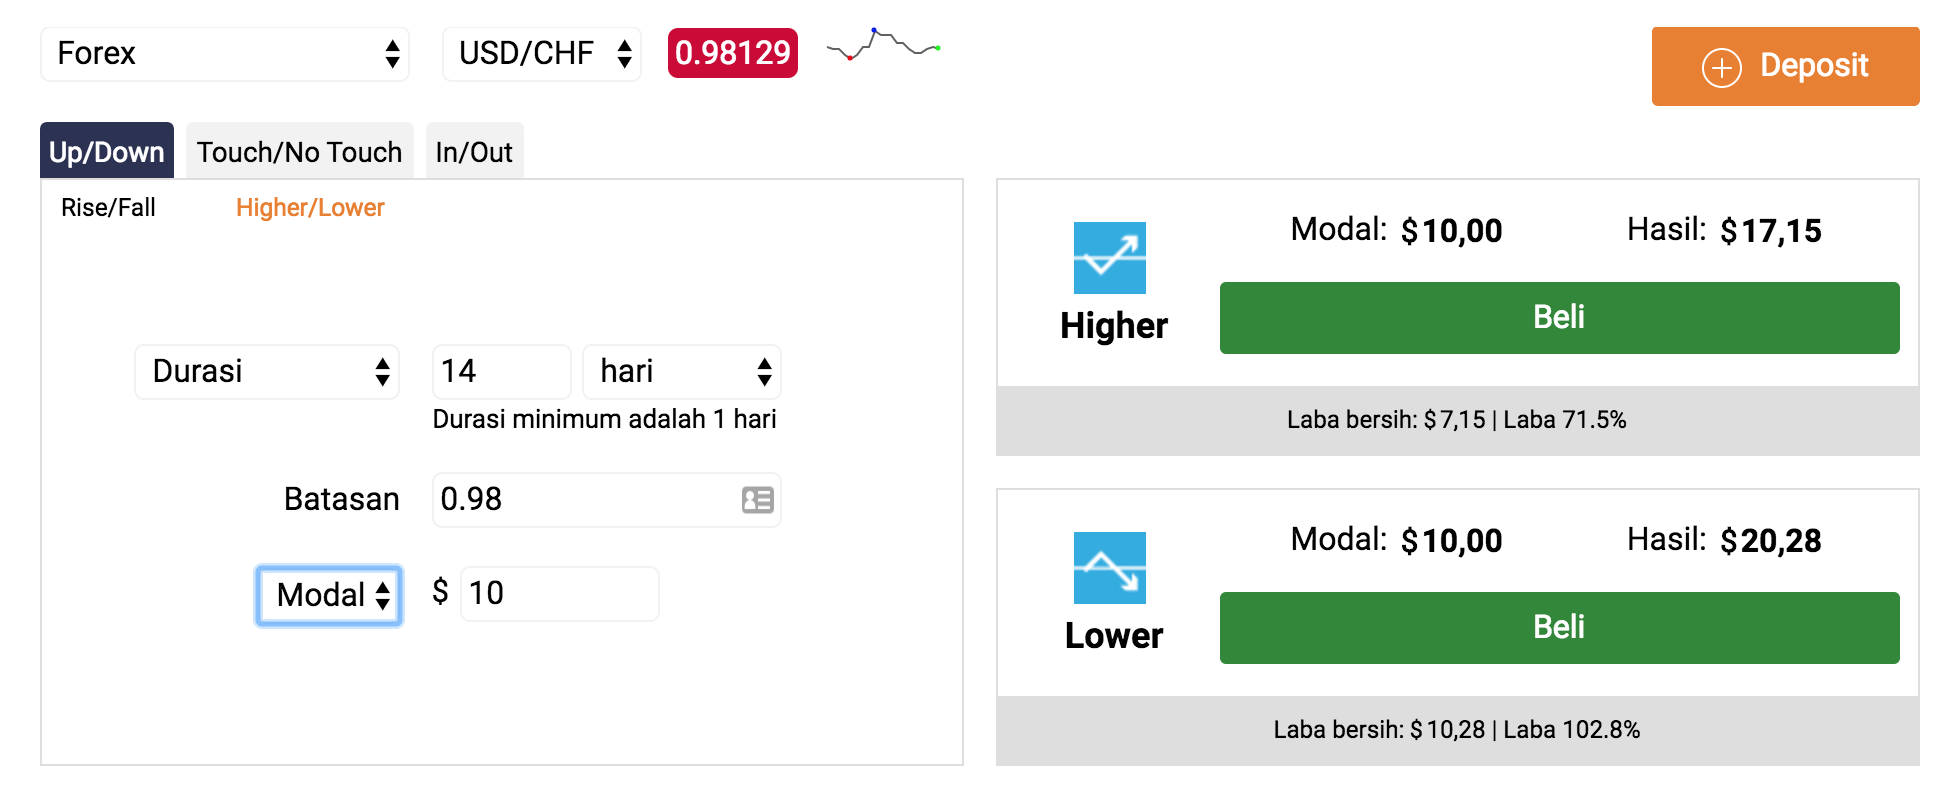 Forex
USD/CHF
0.98129
Deposit
Up/Down
Touch/No Touch
In/Out
Rise/Fall
Higher/Lower
Durasi
14
hari
Durasi minimum adalah 1 hari
Batasan
0.98
Modal
$
10
Modal: $10,00
Hasil: $17,15
Higher
Beli
Laba bersih: $7,15 | Laba 71.5%
Modal: $10,00
Hasil: $20,28
Lower
Beli
Laba bersih: $10,28 | Laba 102.8%